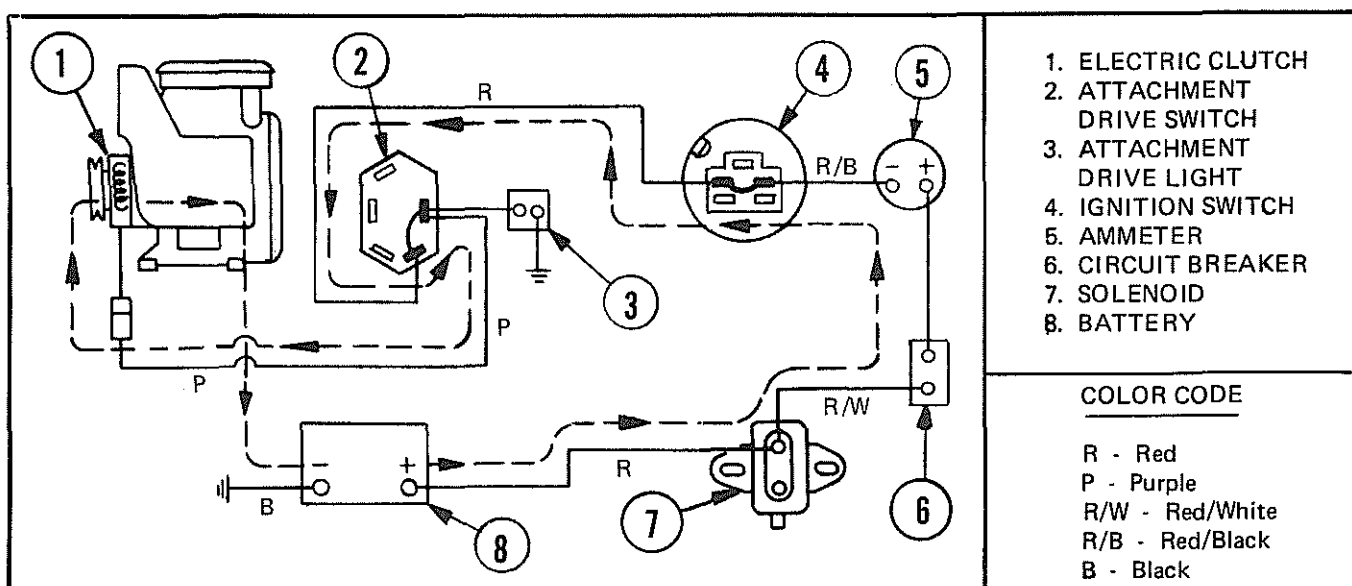 1
2
R
4
5
R/B
- +
3
P
P
R/W
- +
R
B
8
7
6
1. ELECTRIC CLUTCH
2. ATTACHMENT
DRIVE SWITCH
3. ATTACHMENT
DRIVE LIGHT
4. IGNITION SWITCH
5. AMMETER
6. CIRCUIT BREAKER
7. SOLENOID
8. BATTERY
COLOR CODE
R - Red
P - Purple
R/W - Red/White
R/B - Red/Black
B - Black